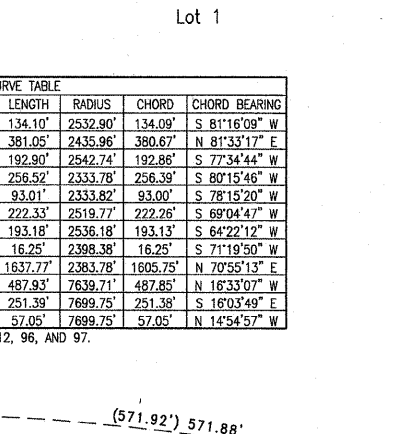 Lot 1
RVE TABLE
LENGTH RADIUS CHORD CHORD BEARING
134.10' 2532.90' 134.09' S 81°16'09" W
381.05' 2435.96' 380.67' N 81°33'17" E
192.90' 2542.74' 192.86' S 77°34'44" W
256.52' 2333.78' 256.39' S 80°15'46" W
93.01' 2333.82' 93.00' S 78°15'20" W
222.33' 2519.77' 222.26' S 69°04'47" W
193.18' 2536.18' 193.13' S 64°22'12" W
16.25' 2398.38' 16.25' S 71°19'50" W
1637.77' 2383.78' 1605.75' N 70°55'13" E
487.93' 7639.71' 487.85' N 16°33'07" W
251.39' 7699.75' 251.38' S 16°03'49" E
57.05' 7699.75' 57.05' N 14°54'57" W
12, 96, AND 97.
(571.92') 571.88'